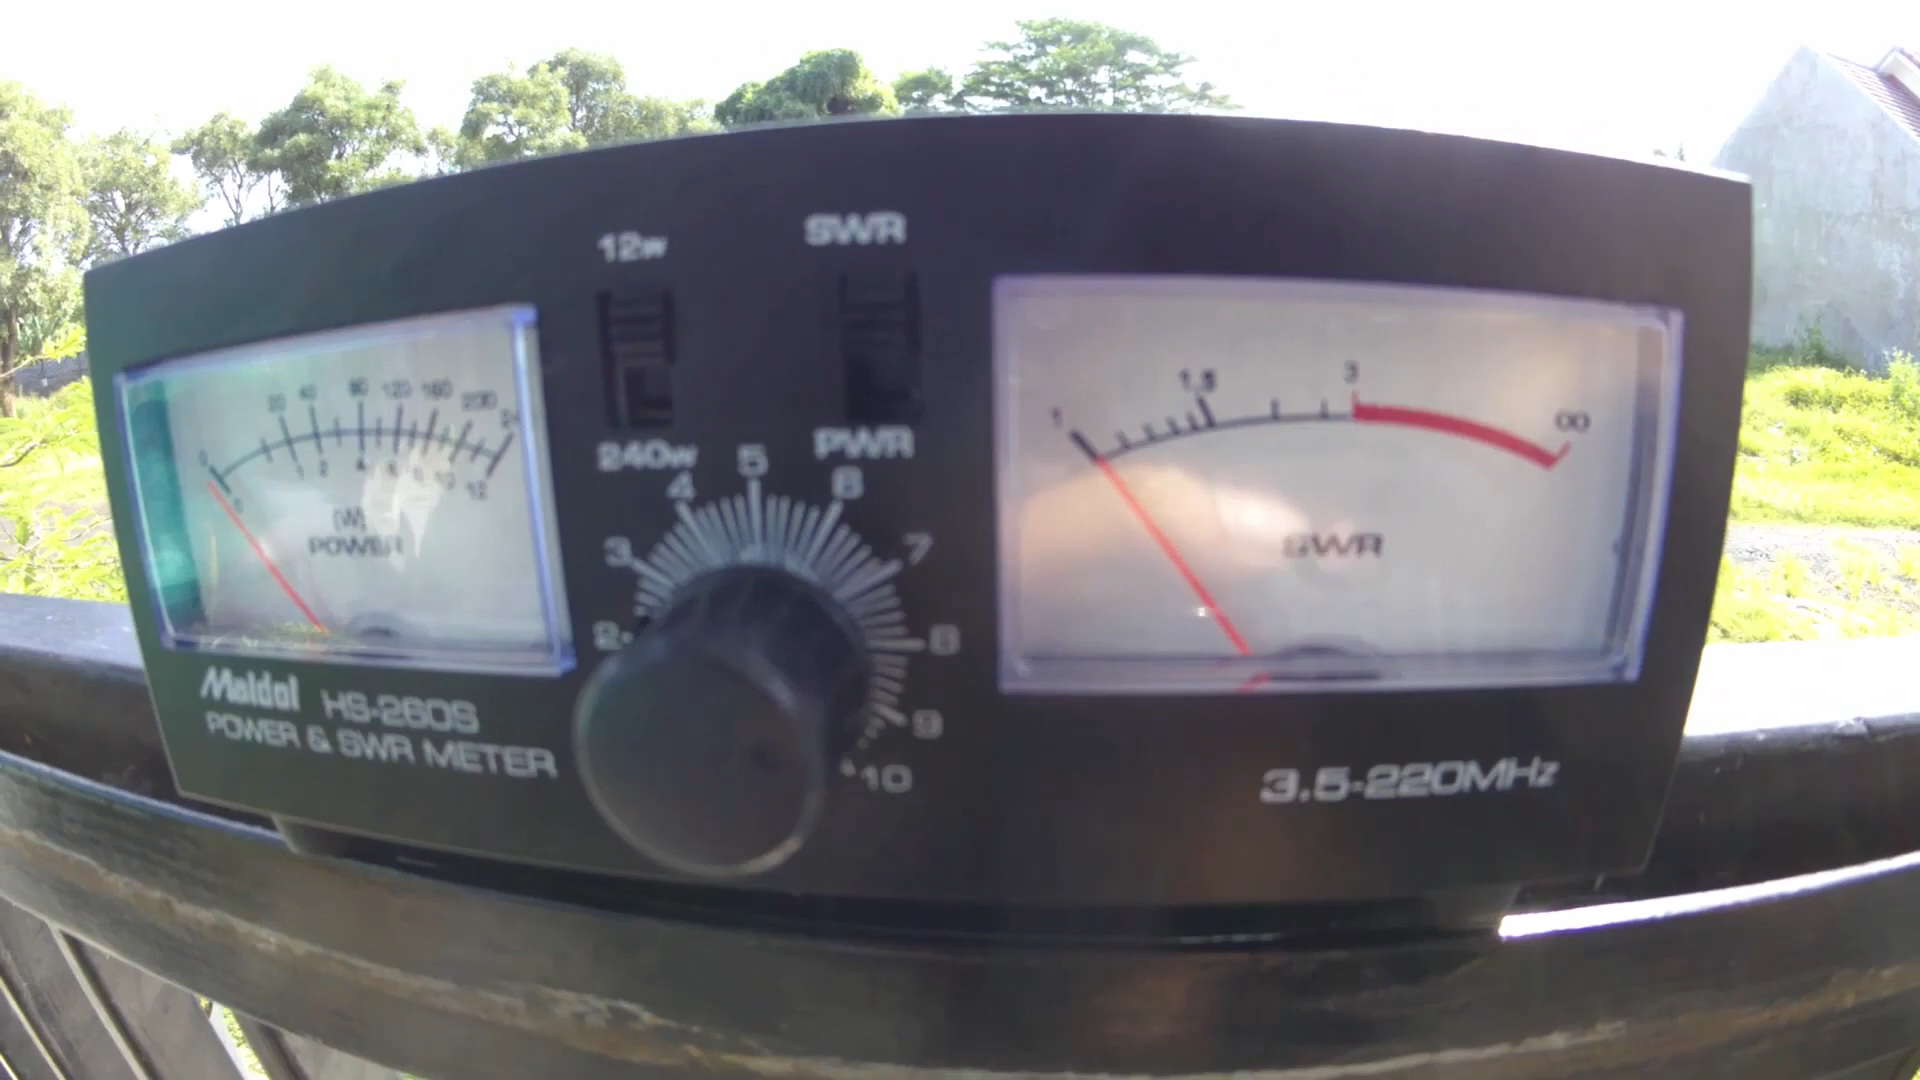 12w
SWR
240w
PWR
0 20 40 80 120 160 200
0 1 2 4 6 8 10 12
(W)
POWER
1 1,5 3 ∞
SWR
2 3 4 5 6 7 8 9 10
Maldol HS-260S
POWER & SWR METER
3.5-220MHz